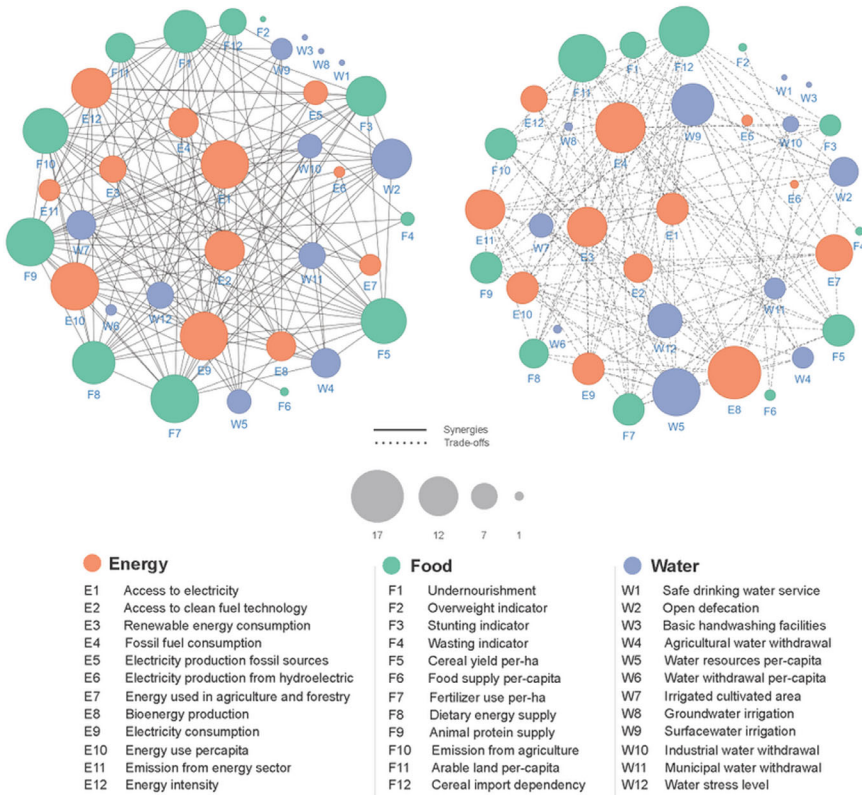 F2
F12
W3
F1
W8
F11
W9
W1
E12
E5
F3
E4
F10
W10
E3
E6
W2
E1
E11
F4
W7
F9
E2
W11
E7
W12
E10
W6
F5
E9
E8
F8
W4
F6
F7
W5
F2
F12
F1
F11
W1
W3
E12
W9
W10
W8
F3
E4
F10
E6
W2
E11
W7
E1
F4
E3
F9
E2
E7
E10
W11
W6
W12
F5
F8
W4
E9
E8
F6
F7
W5
Synergies
Trade-offs
17 12 7 1
Energy
E1 Access to electricity
E2 Access to clean fuel technology
E3 Renewable energy consumption
E4 Fossil fuel consumption
E5 Electricity production fossil sources
E6 Electricity production from hydroelectric
E7 Energy used in agriculture and forestry
E8 Bioenergy production
E9 Electricity consumption
E10 Energy use percapita
E11 Emission from energy sector
E12 Energy intensity
Food
F1 Undernourishment
F2 Overweight indicator
F3 Stunting indicator
F4 Wasting indicator
F5 Cereal yield per-ha
F6 Food supply per-capita
F7 Fertilizer use per-ha
F8 Dietary energy supply
F9 Animal protein supply
F10 Emission from agriculture
F11 Arable land per-capita
F12 Cereal import dependency
Water
W1 Safe drinking water service
W2 Open defecation
W3 Basic handwashing facilities
W4 Agricultural water withdrawal
W5 Water resources per-capita
W6 Water withdrawal per-capita
W7 Irrigated cultivated area
W8 Groundwater irrigation
W9 Surfacewater irrigation
W10 Industrial water withdrawal
W11 Municipal water withdrawal
W12 Water stress level